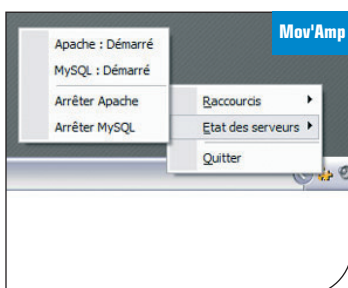 Mov'Amp
Apache : Démarré
MySQL : Démarré
Arrêter Apache
Arrêter MySQL
Raccourcis
Etat des serveurs
Quitter